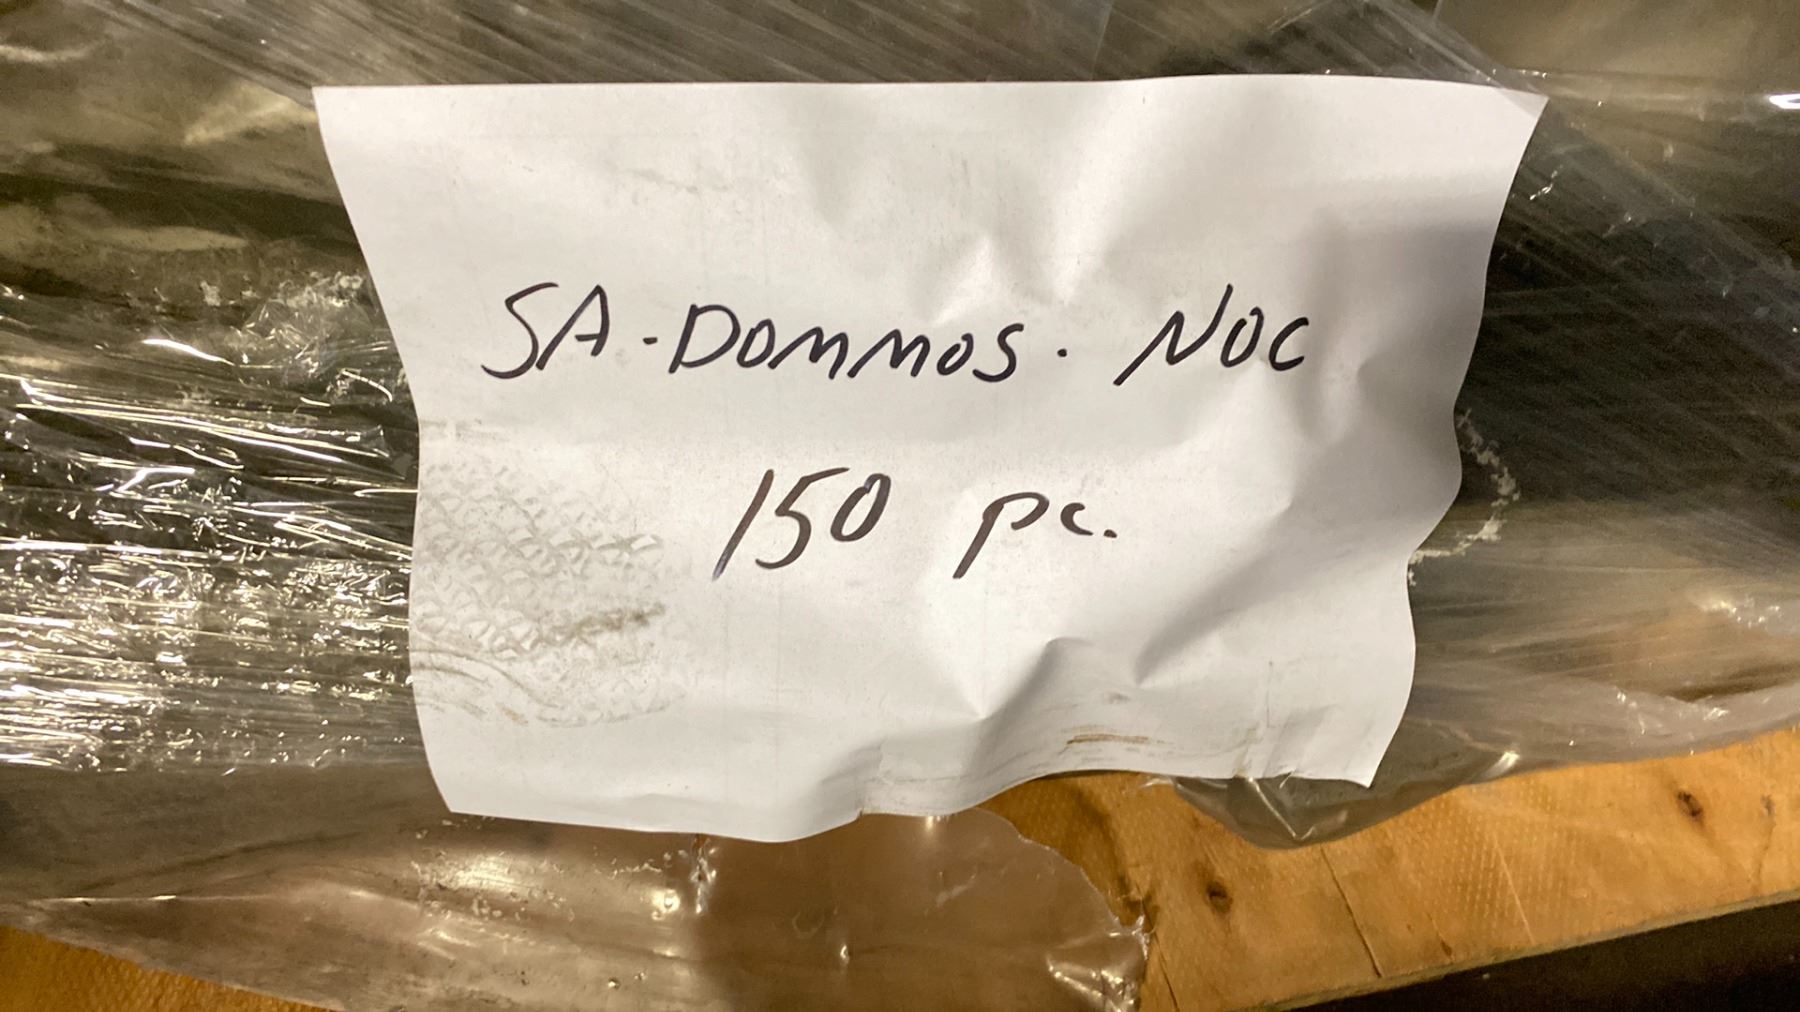 SA-DOMMOS. NOC
150 pc.